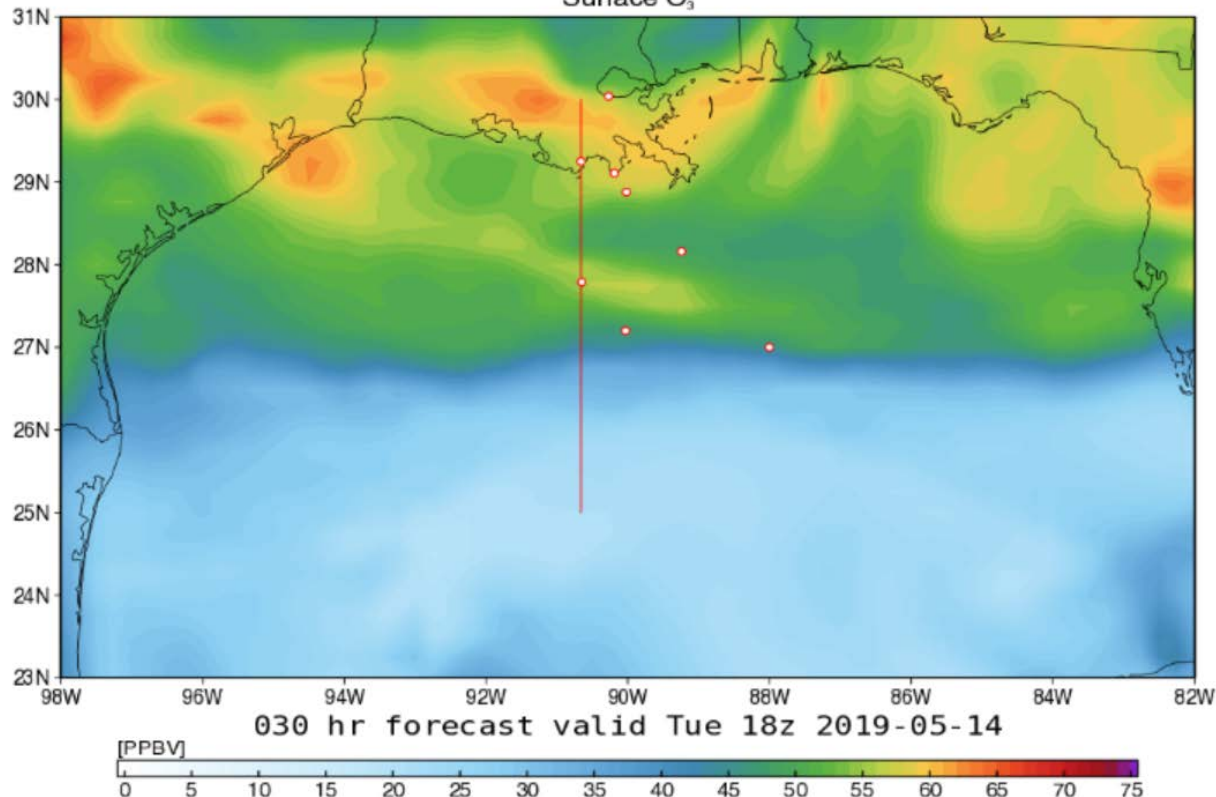 Surface O₃
31N
30N
29N
28N
27N
26N
25N
24N
23N
98W 96W 94W 92W 90W 88W 86W 84W 82W
030 hr forecast valid Tue 18z 2019-05-14
[PPBV]
0 5 10 15 20 25 30 35 40 45 50 55 60 65 70 75